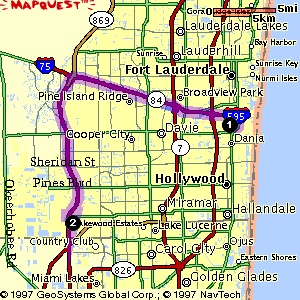 MAPQUEST
869
Gor
Ridge Isles
5mi
5km
Lauderdale Lakes
Bay Harbor
Sunrise
Lauderhill
Sunrise Key
75
Fort Lauderdale
Nurmi Isles
Pine Island Ridge
84
Broadview Park
595
1
Cooper City
Davie
Dania
7
Sheridan St
Pines Blvd
Hollywood
Okeechobee Rd
Miramar
Hallandale
2
kewood Estates
Lake Lucerne
Country Club
Carol City
Ojus
Eastern Shores
Miami Lakes
826
Golden Glades
© 1997 GeoSystems Global Corp.; © 1997 NavTech